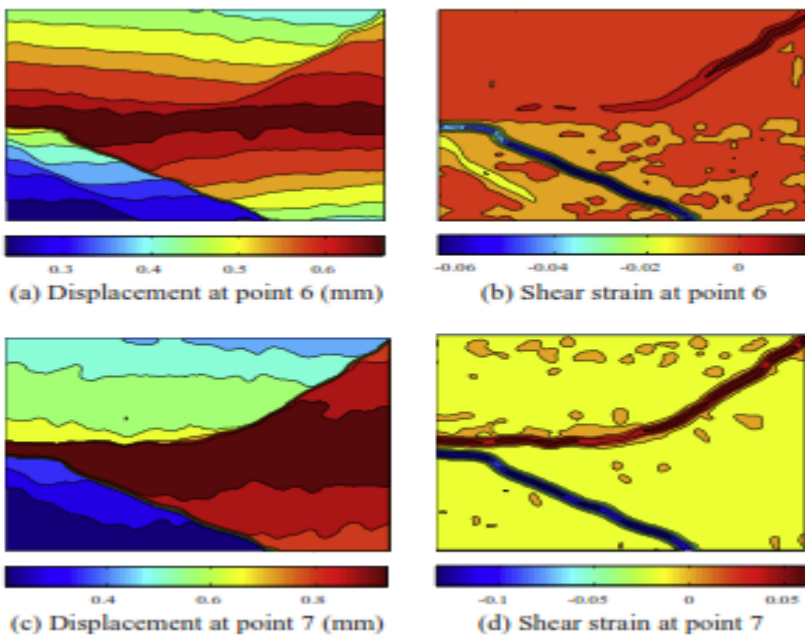 0.3 0.4 0.5 0.6
-0.06 -0.04 -0.02 0
(a) Displacement at point 6 (mm)
(b) Shear strain at point 6
0.4 0.6 0.8
-0.1 -0.05 0 0.05
(c) Displacement at point 7 (mm)
(d) Shear strain at point 7